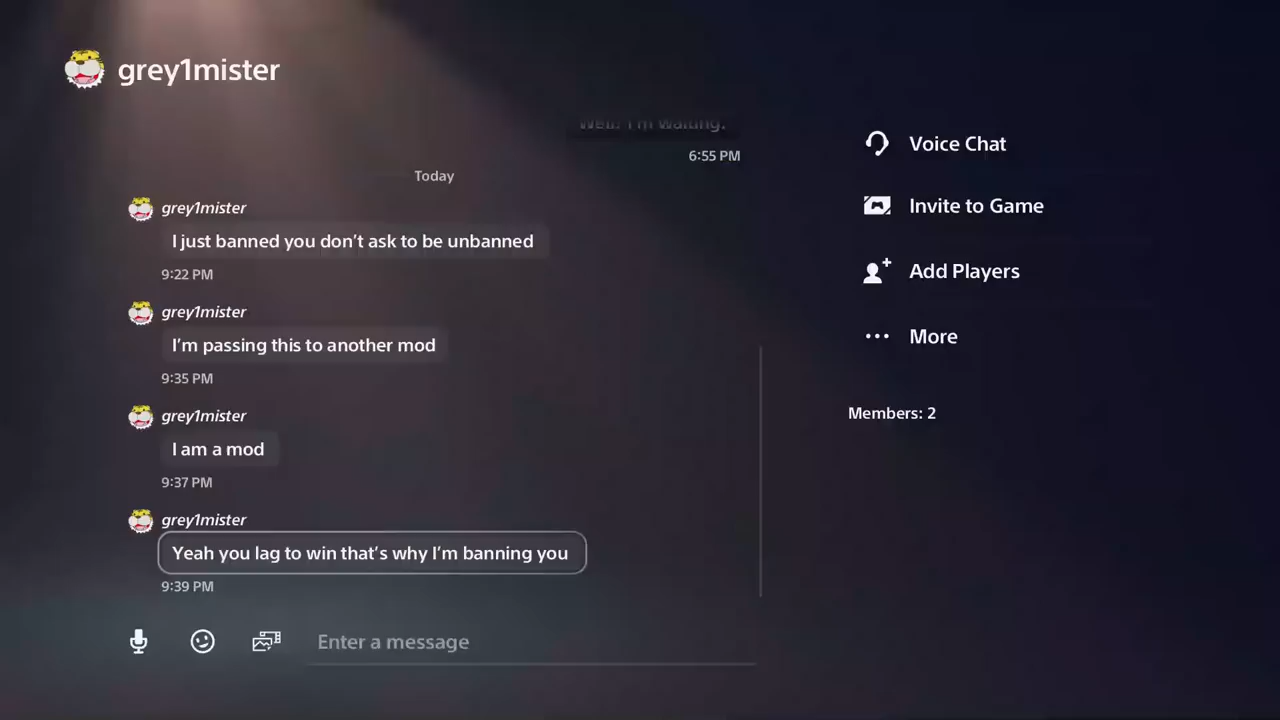 grey1mister
Well? I'm waiting.
6:55 PM
Today
grey1mister
I just banned you don't ask to be unbanned
9:22 PM
grey1mister
I'm passing this to another mod
9:35 PM
grey1mister
I am a mod
9:37 PM
grey1mister
Yeah you lag to win that's why I'm banning you
9:39 PM
Enter a message
Voice Chat
Invite to Game
Add Players
More
Members: 2